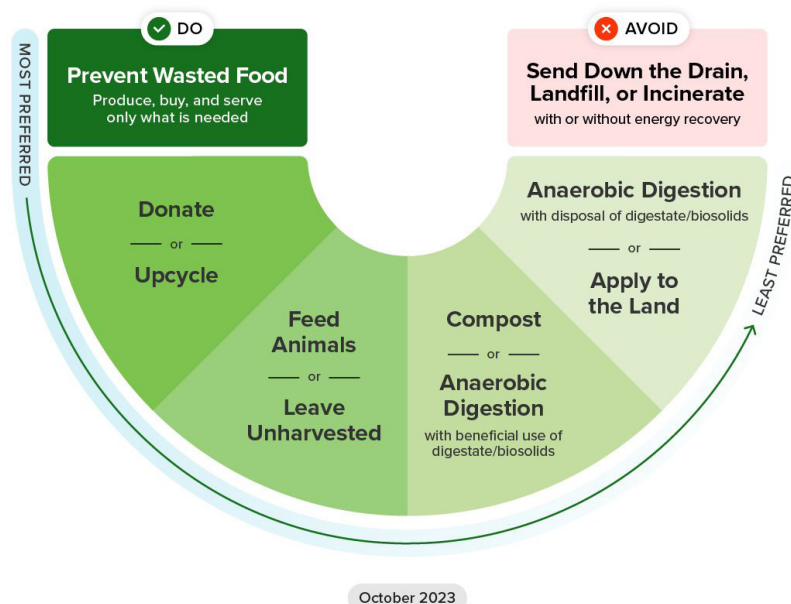 DO
Prevent Wasted Food
Produce, buy, and serve
only what is needed
AVOID
Send Down the Drain,
Landfill, or Incinerate
with or without energy recovery
MOST PREFERRED
Donate
or
Upcycle
Feed
Animals
or
Leave
Unharvested
Compost
or
Anaerobic
Digestion
with beneficial use of
digestate/biosolids
Anaerobic Digestion
with disposal of digestate/biosolids
or
Apply to
the Land
LEAST PREFERRED
October 2023